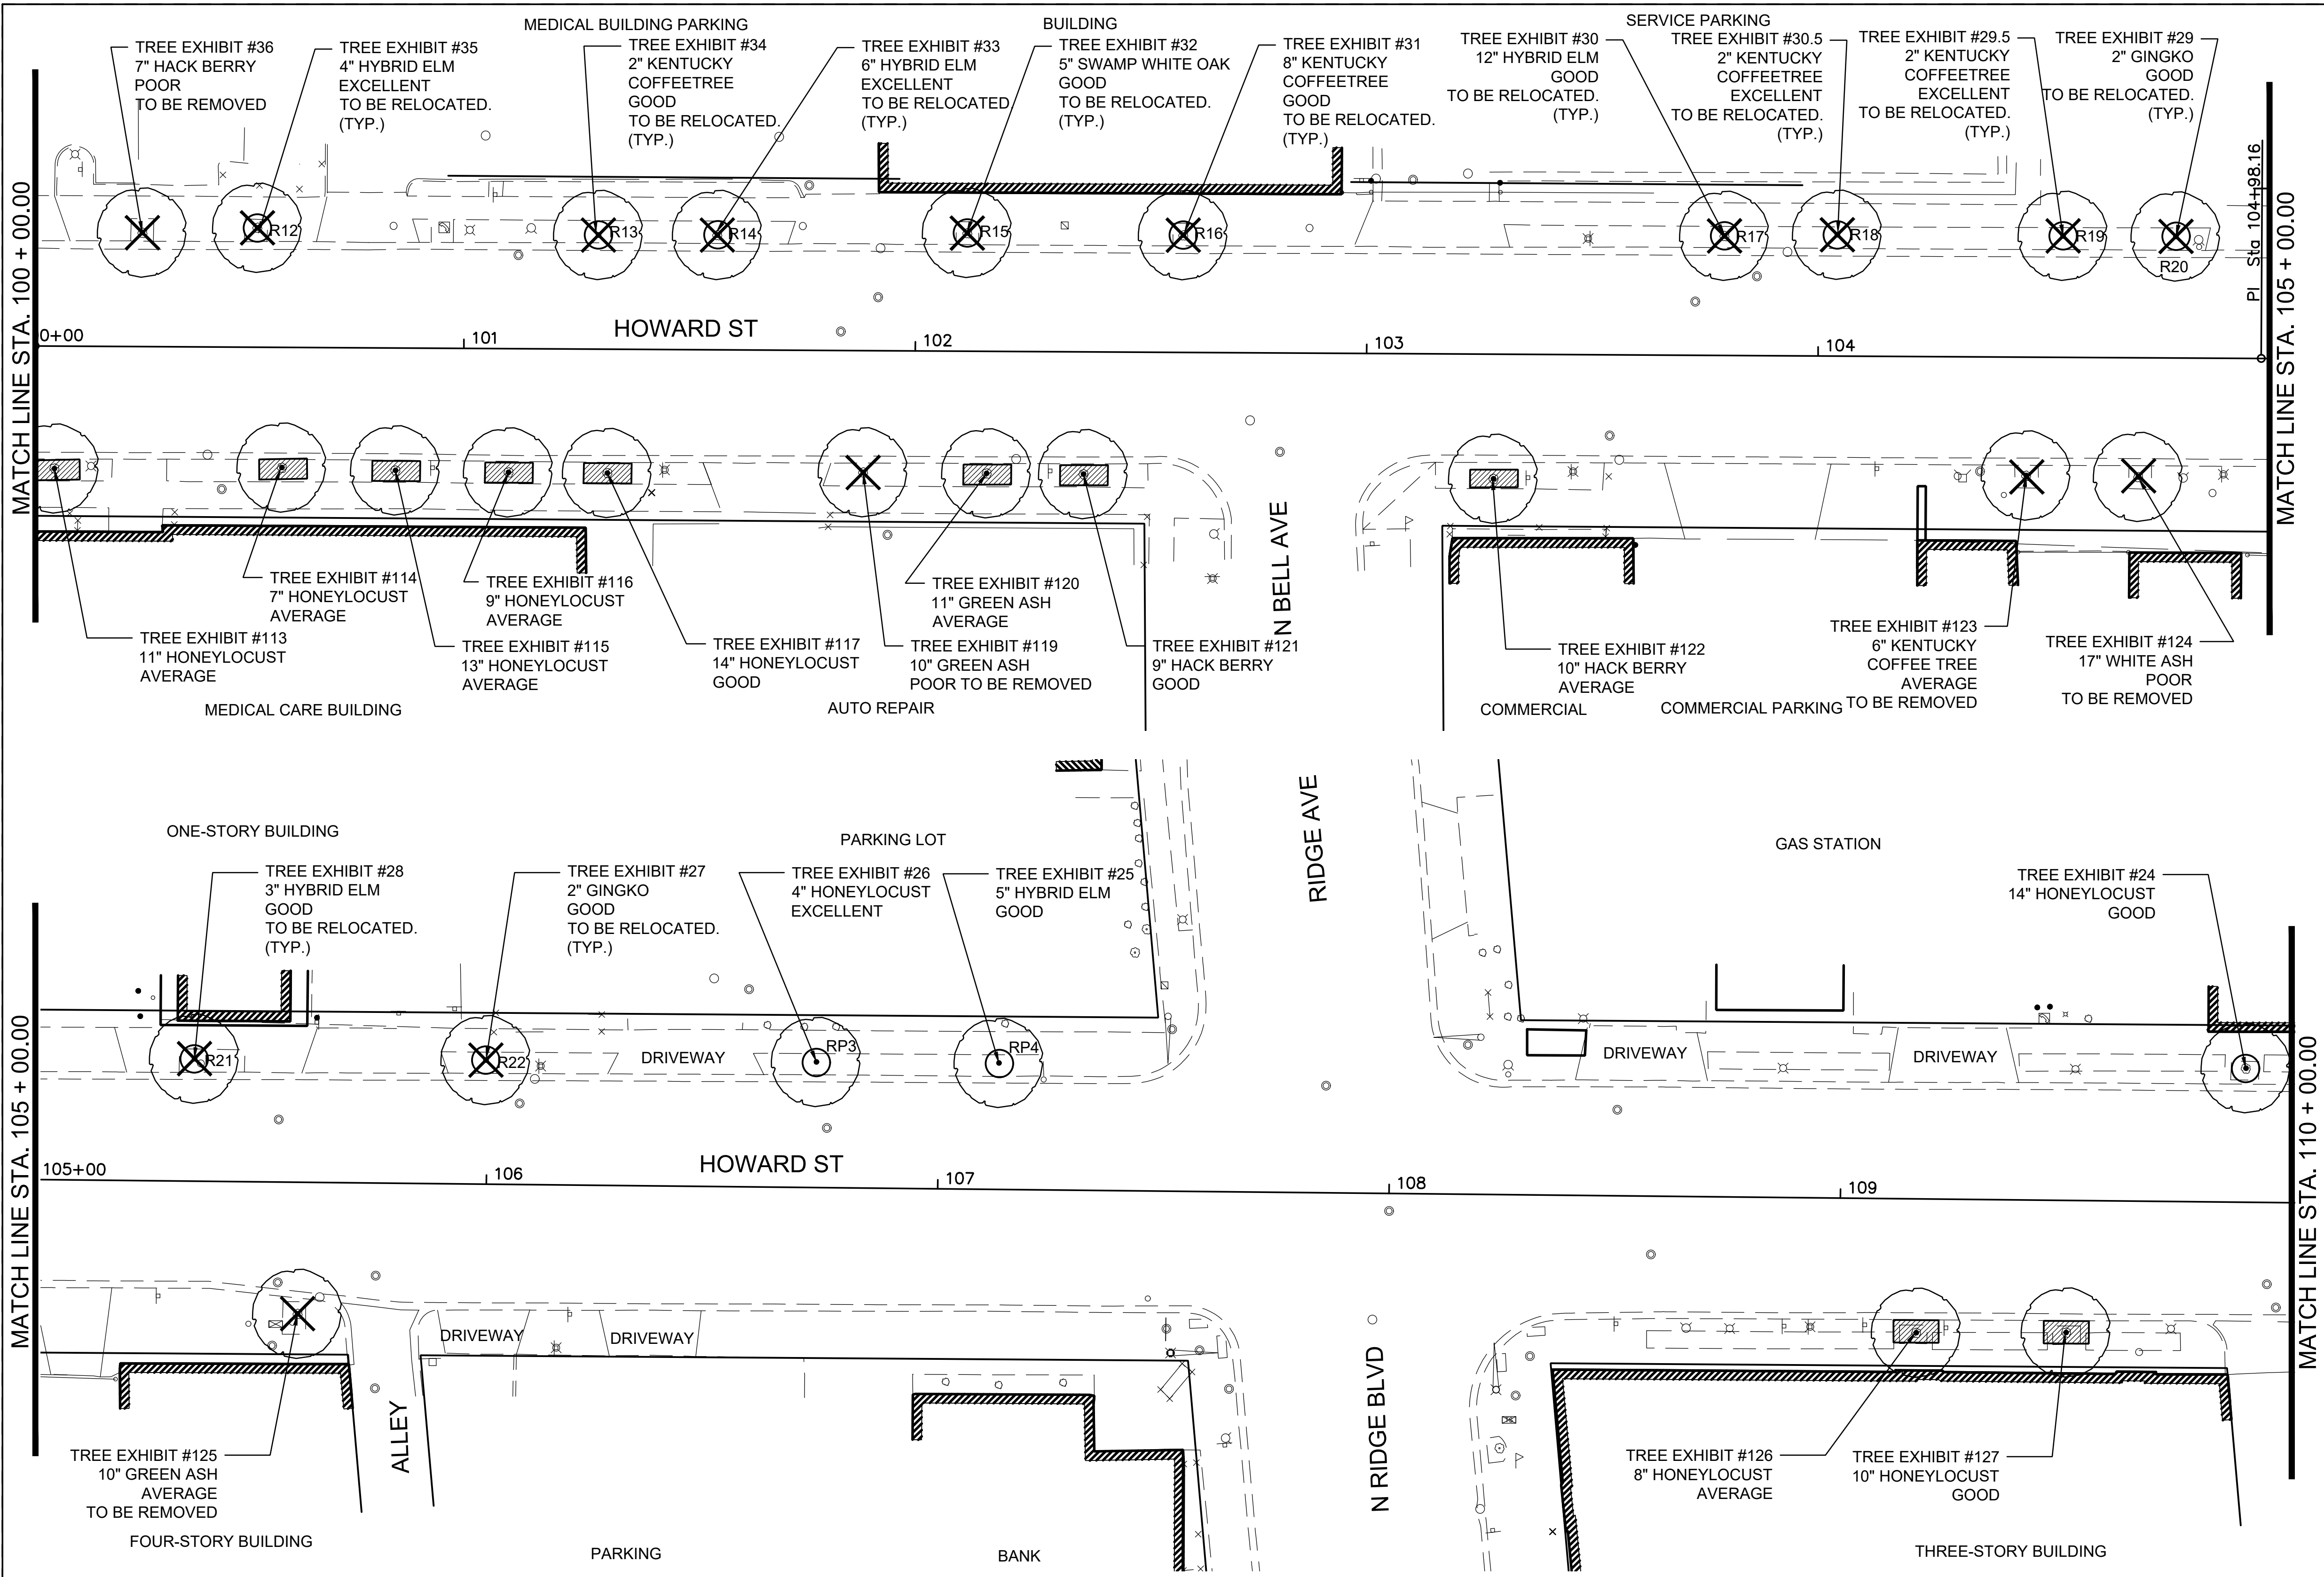 MEDICAL BUILDING PARKING
BUILDING
SERVICE PARKING
TREE EXHIBIT #36
7" HACK BERRY
POOR
TO BE REMOVED
TREE EXHIBIT #35
4" HYBRID ELM
EXCELLENT
TO BE RELOCATED.
(TYP.)
TREE EXHIBIT #34
2" KENTUCKY
COFFEETREE
GOOD
TO BE RELOCATED.
(TYP.)
TREE EXHIBIT #33
6" HYBRID ELM
EXCELLENT
TO BE RELOCATED.
(TYP.)
TREE EXHIBIT #32
5" SWAMP WHITE OAK
GOOD
TO BE RELOCATED.
(TYP.)
TREE EXHIBIT #31
8" KENTUCKY
COFFEETREE
GOOD
TO BE RELOCATED.
(TYP.)
TREE EXHIBIT #30
12" HYBRID ELM
GOOD
TO BE RELOCATED.
(TYP.)
TREE EXHIBIT #30.5
2" KENTUCKY
COFFEETREE
EXCELLENT
TO BE RELOCATED.
(TYP.)
TREE EXHIBIT #29.5
2" KENTUCKY
COFFEETREE
EXCELLENT
TO BE RELOCATED.
(TYP.)
TREE EXHIBIT #29
2" GINGKO
GOOD
TO BE RELOCATED.
(TYP.)
MATCH LINE STA. 100 + 00.00
R12
R13
R14
R15
R16
R17
R18
R19
R20
PI Sta 104+98.16
MATCH LINE STA. 105 + 00.00
0+00
101
HOWARD ST
102
103
104
N BELL AVE
TREE EXHIBIT #113
11" HONEYLOCUST
AVERAGE
TREE EXHIBIT #114
7" HONEYLOCUST
AVERAGE
TREE EXHIBIT #115
13" HONEYLOCUST
AVERAGE
TREE EXHIBIT #116
9" HONEYLOCUST
AVERAGE
TREE EXHIBIT #117
14" HONEYLOCUST
GOOD
TREE EXHIBIT #119
10" GREEN ASH
POOR TO BE REMOVED
TREE EXHIBIT #120
11" GREEN ASH
AVERAGE
TREE EXHIBIT #121
9" HACK BERRY
GOOD
TREE EXHIBIT #122
10" HACK BERRY
AVERAGE
TREE EXHIBIT #123
6" KENTUCKY
COFFEE TREE
AVERAGE
TO BE REMOVED
TREE EXHIBIT #124
17" WHITE ASH
POOR
TO BE REMOVED
MEDICAL CARE BUILDING
AUTO REPAIR
COMMERCIAL
COMMERCIAL PARKING
ONE-STORY BUILDING
PARKING LOT
RIDGE AVE
GAS STATION
TREE EXHIBIT #28
3" HYBRID ELM
GOOD
TO BE RELOCATED.
(TYP.)
TREE EXHIBIT #27
2" GINGKO
GOOD
TO BE RELOCATED.
(TYP.)
TREE EXHIBIT #26
4" HONEYLOCUST
EXCELLENT
TREE EXHIBIT #25
5" HYBRID ELM
GOOD
TREE EXHIBIT #24
14" HONEYLOCUST
GOOD
MATCH LINE STA. 105 + 00.00
R21
R22
DRIVEWAY
RP3
RP4
DRIVEWAY
DRIVEWAY
MATCH LINE STA. 110 + 00.00
105+00
106
HOWARD ST
107
108
109
DRIVEWAY
DRIVEWAY
ALLEY
N RIDGE BLVD
TREE EXHIBIT #125
10" GREEN ASH
AVERAGE
TO BE REMOVED
TREE EXHIBIT #126
8" HONEYLOCUST
AVERAGE
TREE EXHIBIT #127
10" HONEYLOCUST
GOOD
FOUR-STORY BUILDING
PARKING
BANK
THREE-STORY BUILDING